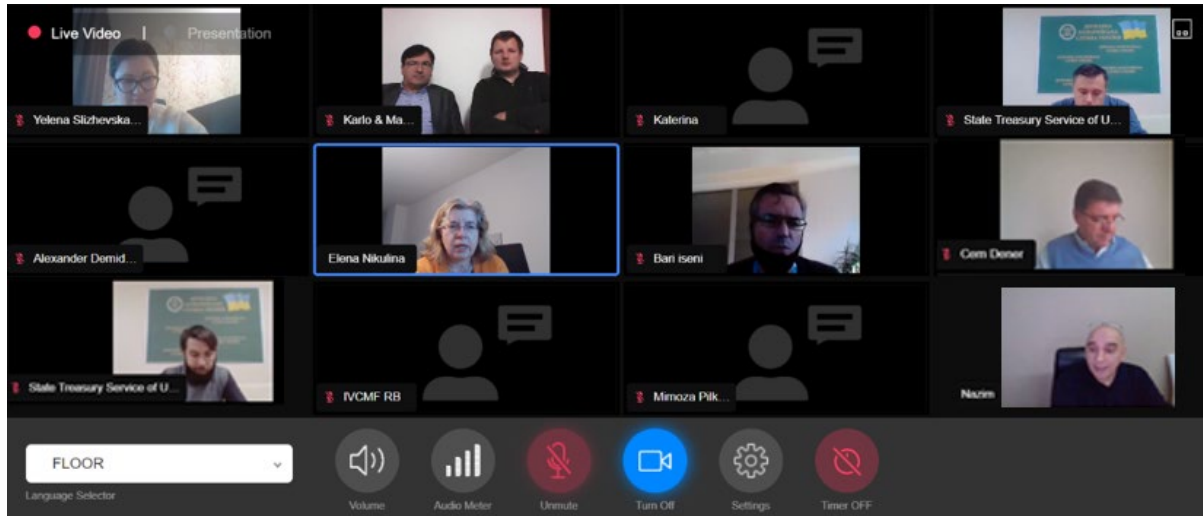 Live Video | Presentation
Yelena Slizhevska...
Karlo & Ma...
Katerina
State Treasury Service of U...
Alexander Demid...
Elena Nikulina
Bari iseni
Cem Dener
State Treasury Service of U...
IVCMF RB
Mimoza Pilk...
Nazim
FLOOR
Language Selector
Volume
Audio Meter
Unmute
Turn Off
Settings
Timer OFF